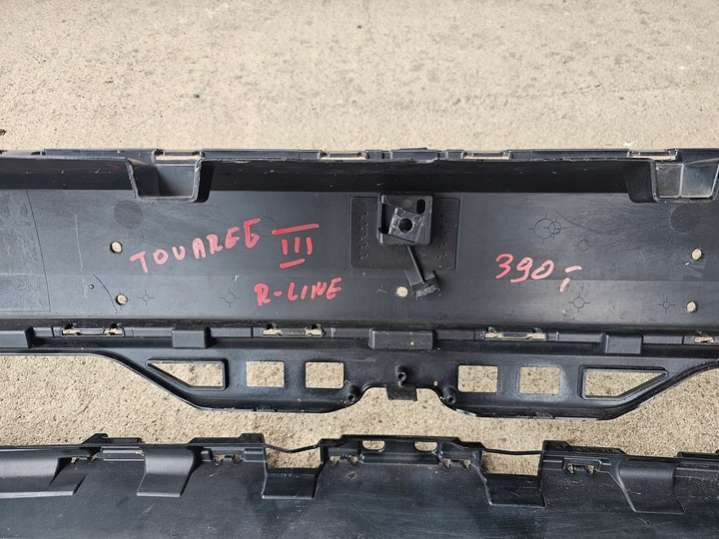 TOUAREG III
R-LINE
390,-